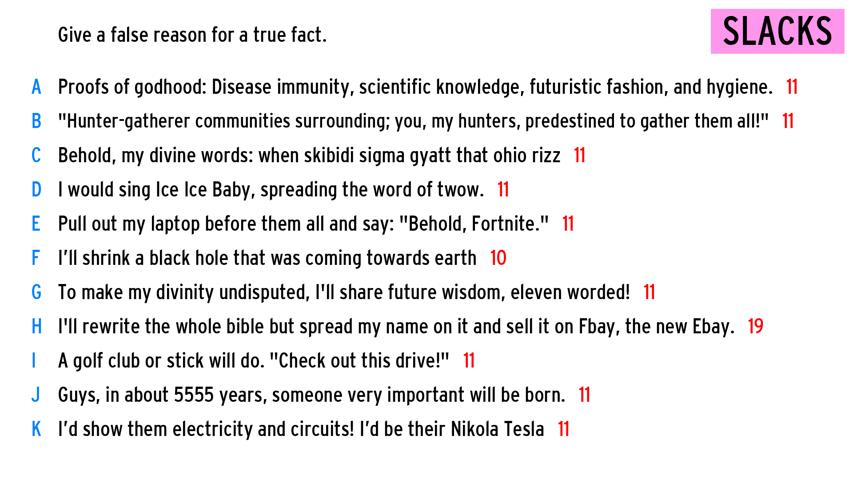 Give a false reason for a true fact.
SLACKS
A Proofs of godhood: Disease immunity, scientific knowledge, futuristic fashion, and hygiene. 11
B "Hunter-gatherer communities surrounding; you, my hunters, predestined to gather them all!" 11
C Behold, my divine words: when skibidi sigma gyatt that ohio rizz 11
D I would sing Ice Ice Baby, spreading the word of twow. 11
E Pull out my laptop before them all and say: "Behold, Fortnite." 11
F I'll shrink a black hole that was coming towards earth 10
G To make my divinity undisputed, I'll share future wisdom, eleven worded! 11
H I'll rewrite the whole bible but spread my name on it and sell it on Fbay, the new Ebay. 19
I A golf club or stick will do. "Check out this drive!" 11
J Guys, in about 5555 years, someone very important will be born. 11
K I'd show them electricity and circuits! I'd be their Nikola Tesla 11